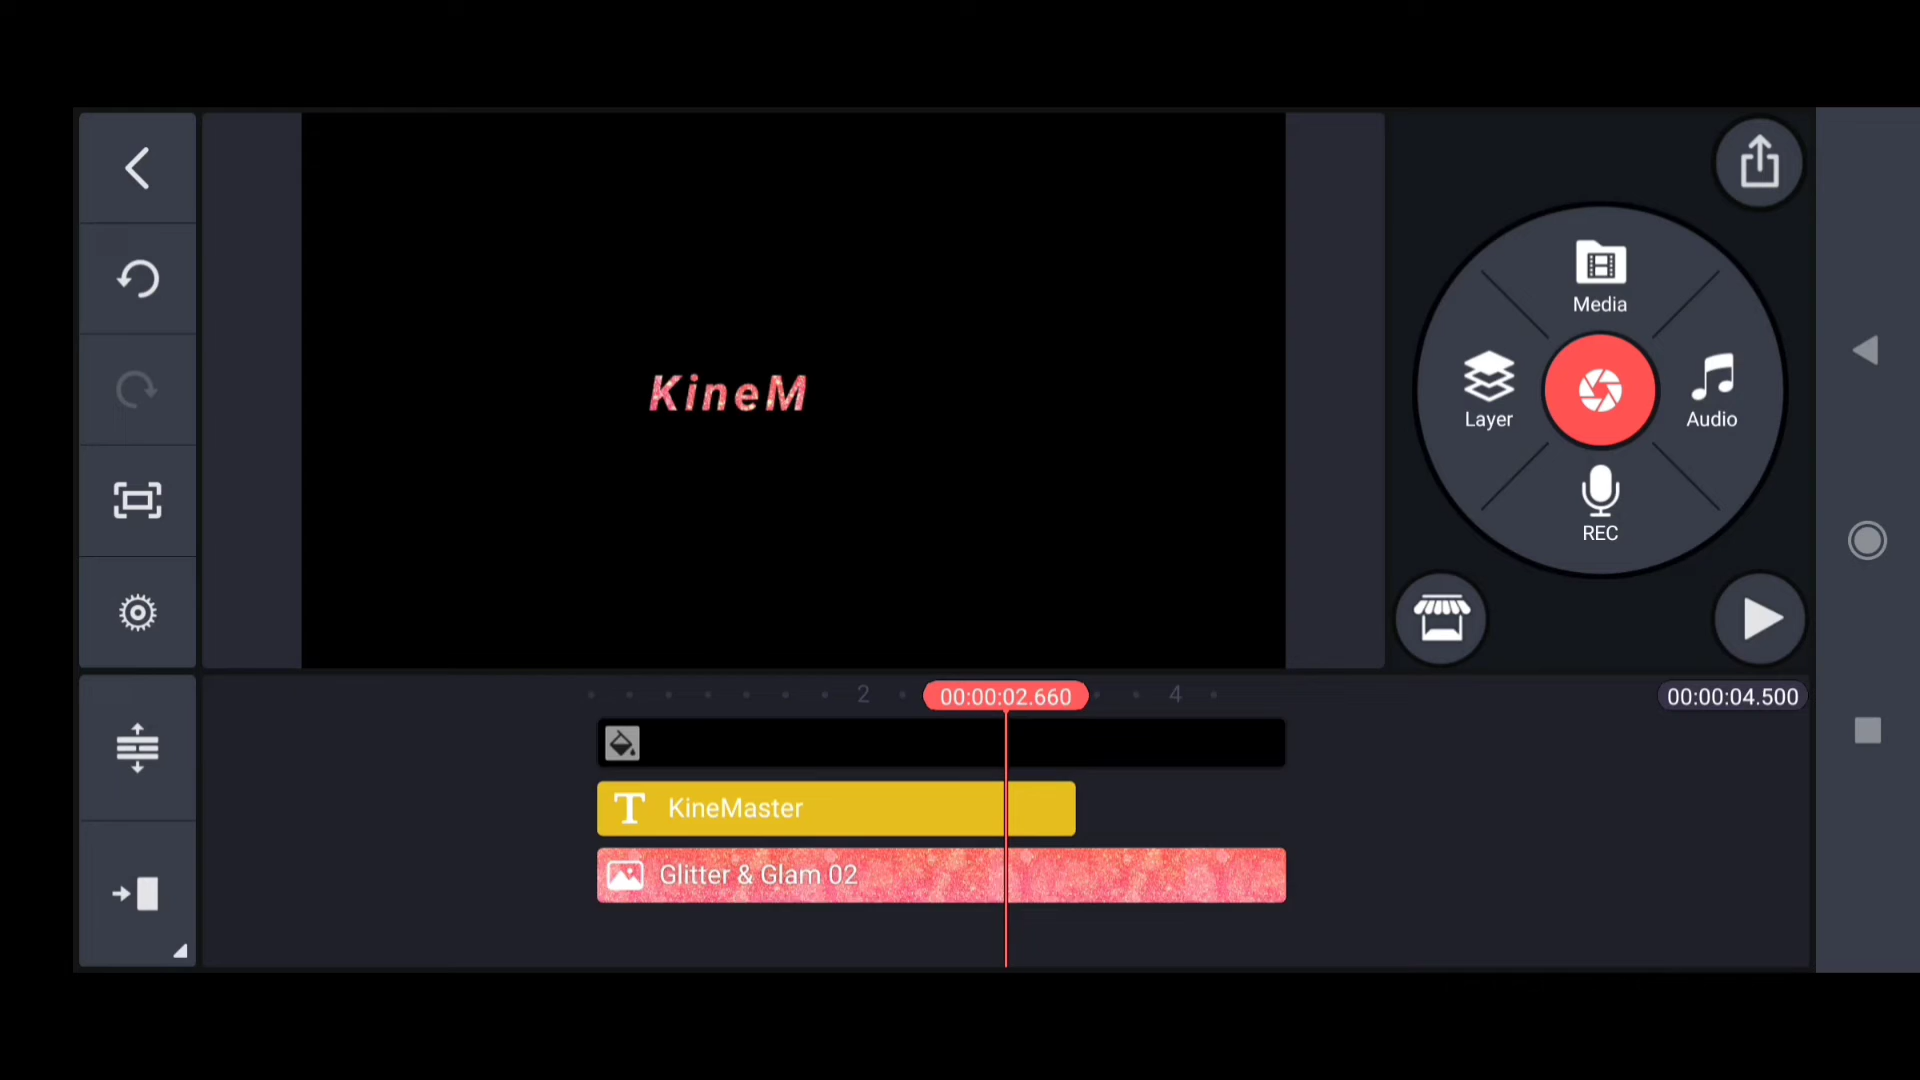 KineM
Media
Layer
Audio
REC
2
00:00:02.660
4
00:00:04.500
T KineMaster
Glitter & Glam 02